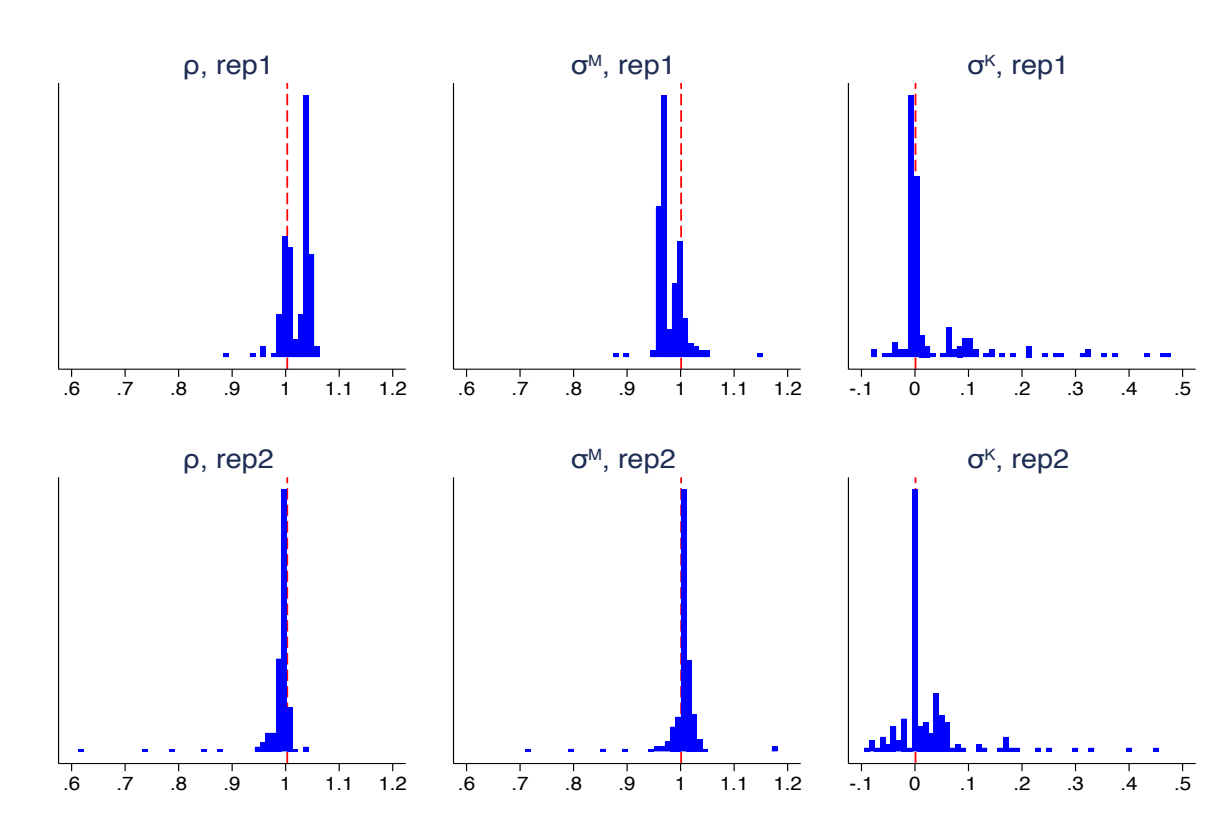 ρ, rep1 σᴹ, rep1 σᴷ, rep1
.6 .7 .8 .9 1 1.1 1.2 .6 .7 .8 .9 1 1.1 1.2 -.1 0 .1 .2 .3 .4 .5
ρ, rep2 σᴹ, rep2 σᴷ, rep2
.6 .7 .8 .9 1 1.1 1.2 .6 .7 .8 .9 1 1.1 1.2 -.1 0 .1 .2 .3 .4 .5